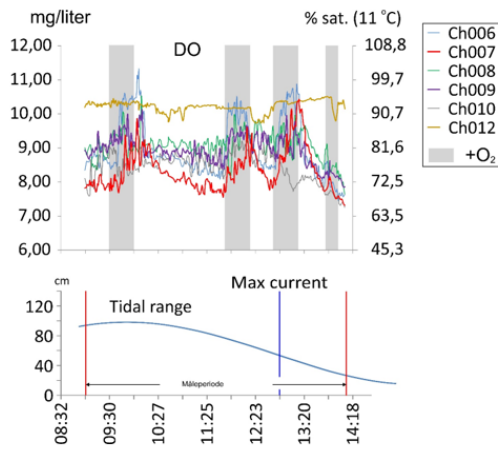 mg/liter
% sat. (11 °C)
DO
12,00
11,00
10,00
9,00
8,00
7,00
6,00
108,8
99,7
90,7
81,6
72,5
63,5
45,3
Ch006
Ch007
Ch008
Ch009
Ch010
Ch012
+O₂
cm
Max current
Tidal range
120
80
40
0
Måleperiode
08:32
09:30
10:27
11:25
12:23
13:20
14:18